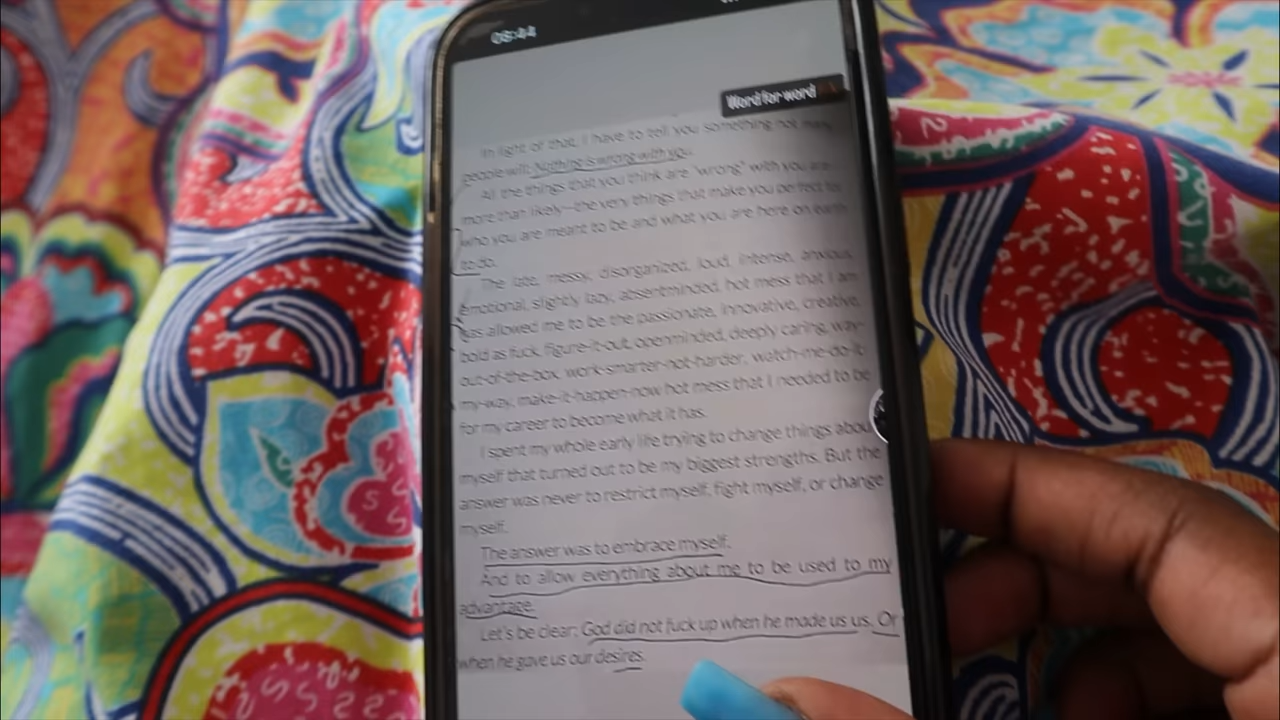 08:44
Word for word
In light of that, I have to tell you something not many
people will: Nothing is wrong with you.
All the things that you think are "wrong" with you are—
more than likely—the very things that make you perfect for
who you are meant to be and what you are here on earth
to do.
The late, messy, disorganized, loud, intense, anxious,
emotional, slightly lazy, absentminded, hot mess that I am
has allowed me to be the passionate, innovative, creative,
bold as fuck, figure-it-out, openminded, deeply caring, way-
out-of-the-box, work-smarter-not-harder, watch-me-do-it-
my-way, make-it-happen-now hot mess that I needed to be
for my career to become what it has.
I spent my whole early life trying to change things about
myself that turned out to be my biggest strengths. But the
answer was never to restrict myself, fight myself, or change
myself.
The answer was to embrace myself.
And to allow everything about me to be used to my
advantage.
Let's be clear: God did not fuck up when he made us us. Or
when he gave us our desires.